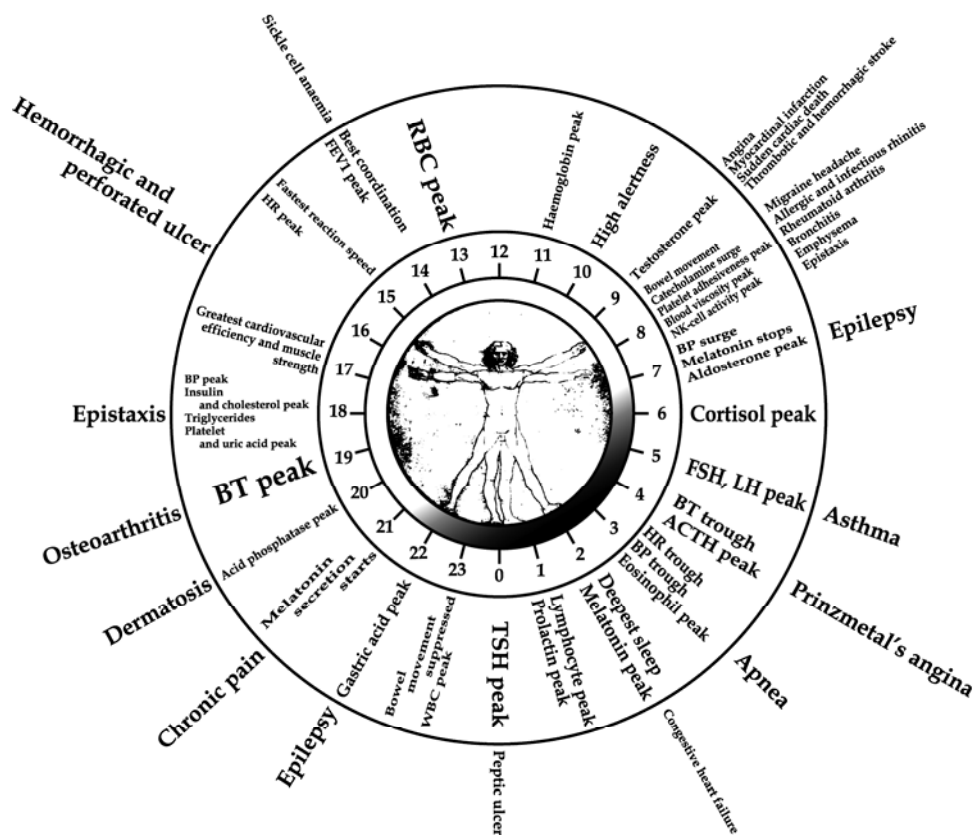 Sickle cell anaemia
Hemorrhagic and
perforated ulcer
Best coordination
FEV1 peak
Fastest reaction speed
HR peak
RBC peak
Haemoglobin peak
High alertness
Testosterone peak
Angina
Myocardinal infarction
Sudden cardiac death
Thrombotic and hemorrhagic stroke
Migraine headache
Allergic and infectious rhinitis
Rheumatoid arthritis
Bronchitis
Emphysema
Epistaxis
Bowel movement
Catecholamine surge
Platelet adhesiveness peak
Blood viscosity peak
NK-cell activity peak
BP surge
Melatonin stops
Aldosterone peak
Epilepsy
Cortisol peak
FSH, LH peak
Asthma
BT trough
ACTH peak
Prinzmetal's angina
HR trough
BP trough
Eosinophil peak
Apnea
Deepest sleep
Melatonin peak
Congestive heart failure
Lymphocyte peak
Prolactin peak
TSH peak
Peptic ulcer
Bowel
movement
suppressed
WBC peak
Gastric acid peak
Epilepsy
Melatonin
secretion
starts
Chronic pain
Acid phosphatase peak
Dermatosis
Osteoarthritis
BT peak
BP peak
Insulin
and cholesterol peak
Triglycerides
Platelet
and uric acid peak
Epistaxis
Greatest cardiovascular
efficiency and muscle
strength
12
11
10
9
8
7
6
5
4
3
2
1
0
23
22
21
20
19
18
17
16
15
14
13